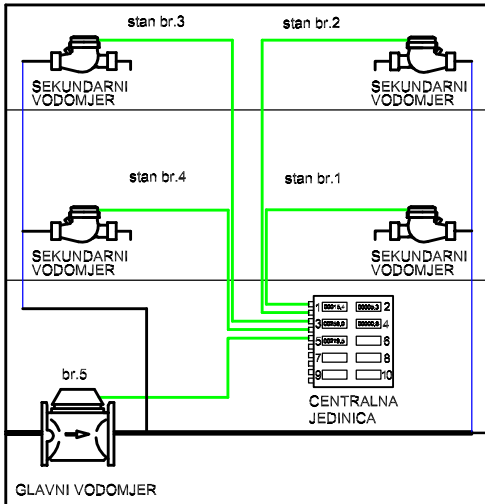 stan br.3
stan br.2
SEKUNDARNI
VODOMJER
SEKUNDARNI
VODOMJER
stan br.4
stan br.1
SEKUNDARNI
VODOMJER
SEKUNDARNI
VODOMJER
1 2
3 4
5 6
7 8
9 10
br.5
CENTRALNA
JEDINICA
GLAVNI VODOMJER